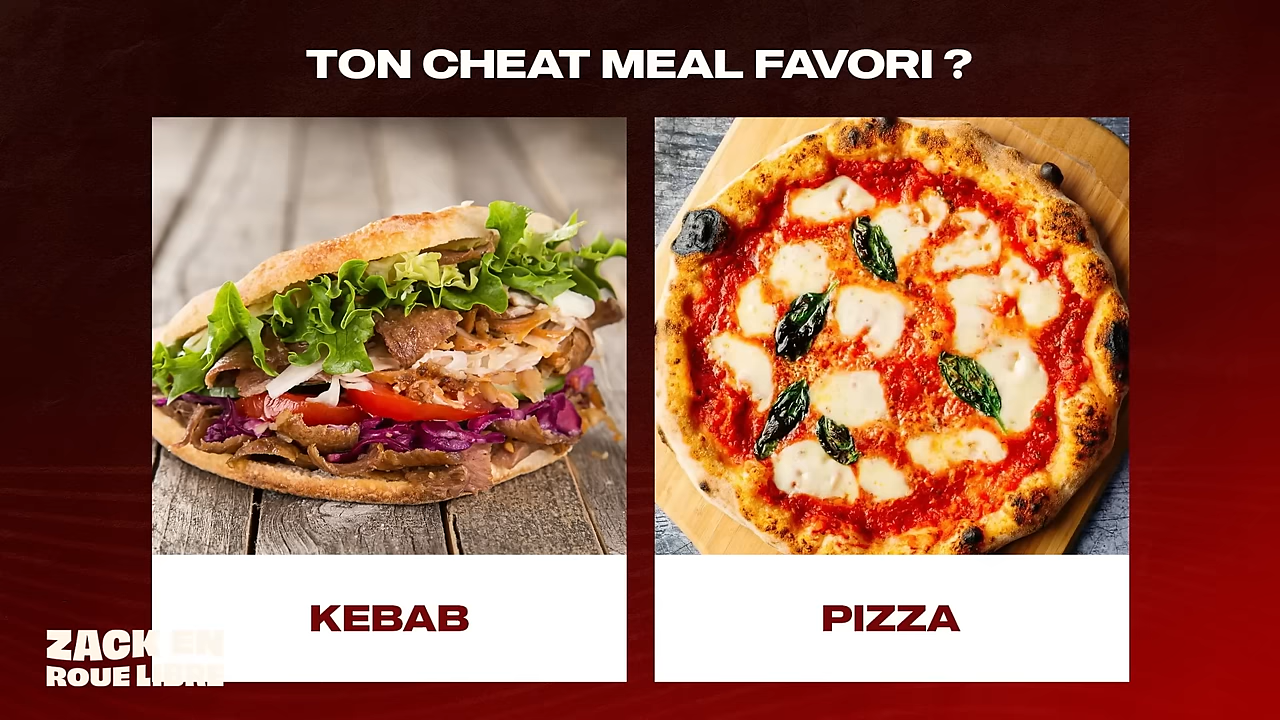 TON CHEAT MEAL FAVORI ?
KEBAB
PIZZA
ZACK EN
ROUE LIBRE